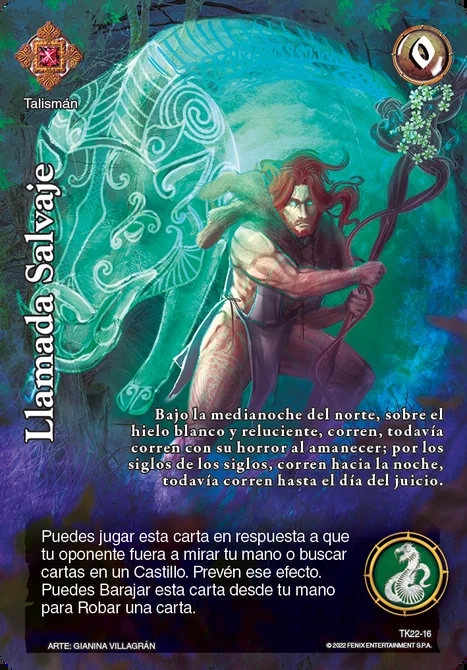 0
Talismán
Llamada Salvaje
Bajo la medianoche del norte, sobre el
hielo blanco y reluciente, corren, todavía
corren con su horror al amanecer; por los
siglos de los siglos, corren hacia la noche,
todavía corren hasta el día del juicio.
Puedes jugar esta carta en respuesta a que
tu oponente fuera a mirar tu mano o buscar
cartas en un Castillo. Prevén ese efecto.
Puedes Barajar esta carta desde tu mano
para Robar una carta.
TK22-16
ARTE: GIANINA VILLAGRÁN
©2022 FENIX ENTERTAINMENT S.P.A.